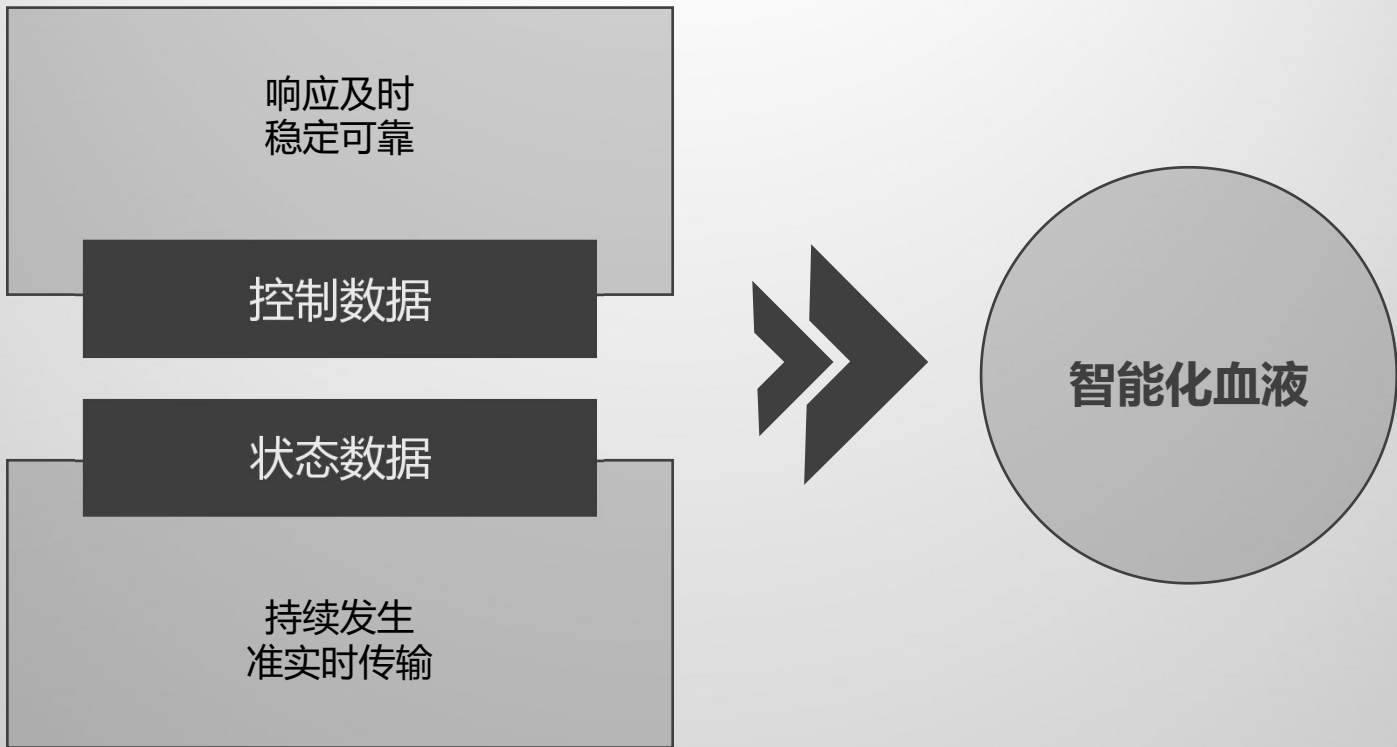 响应及时
稳定可靠
控制数据
状态数据
持续发生
准实时传输
智能化血液